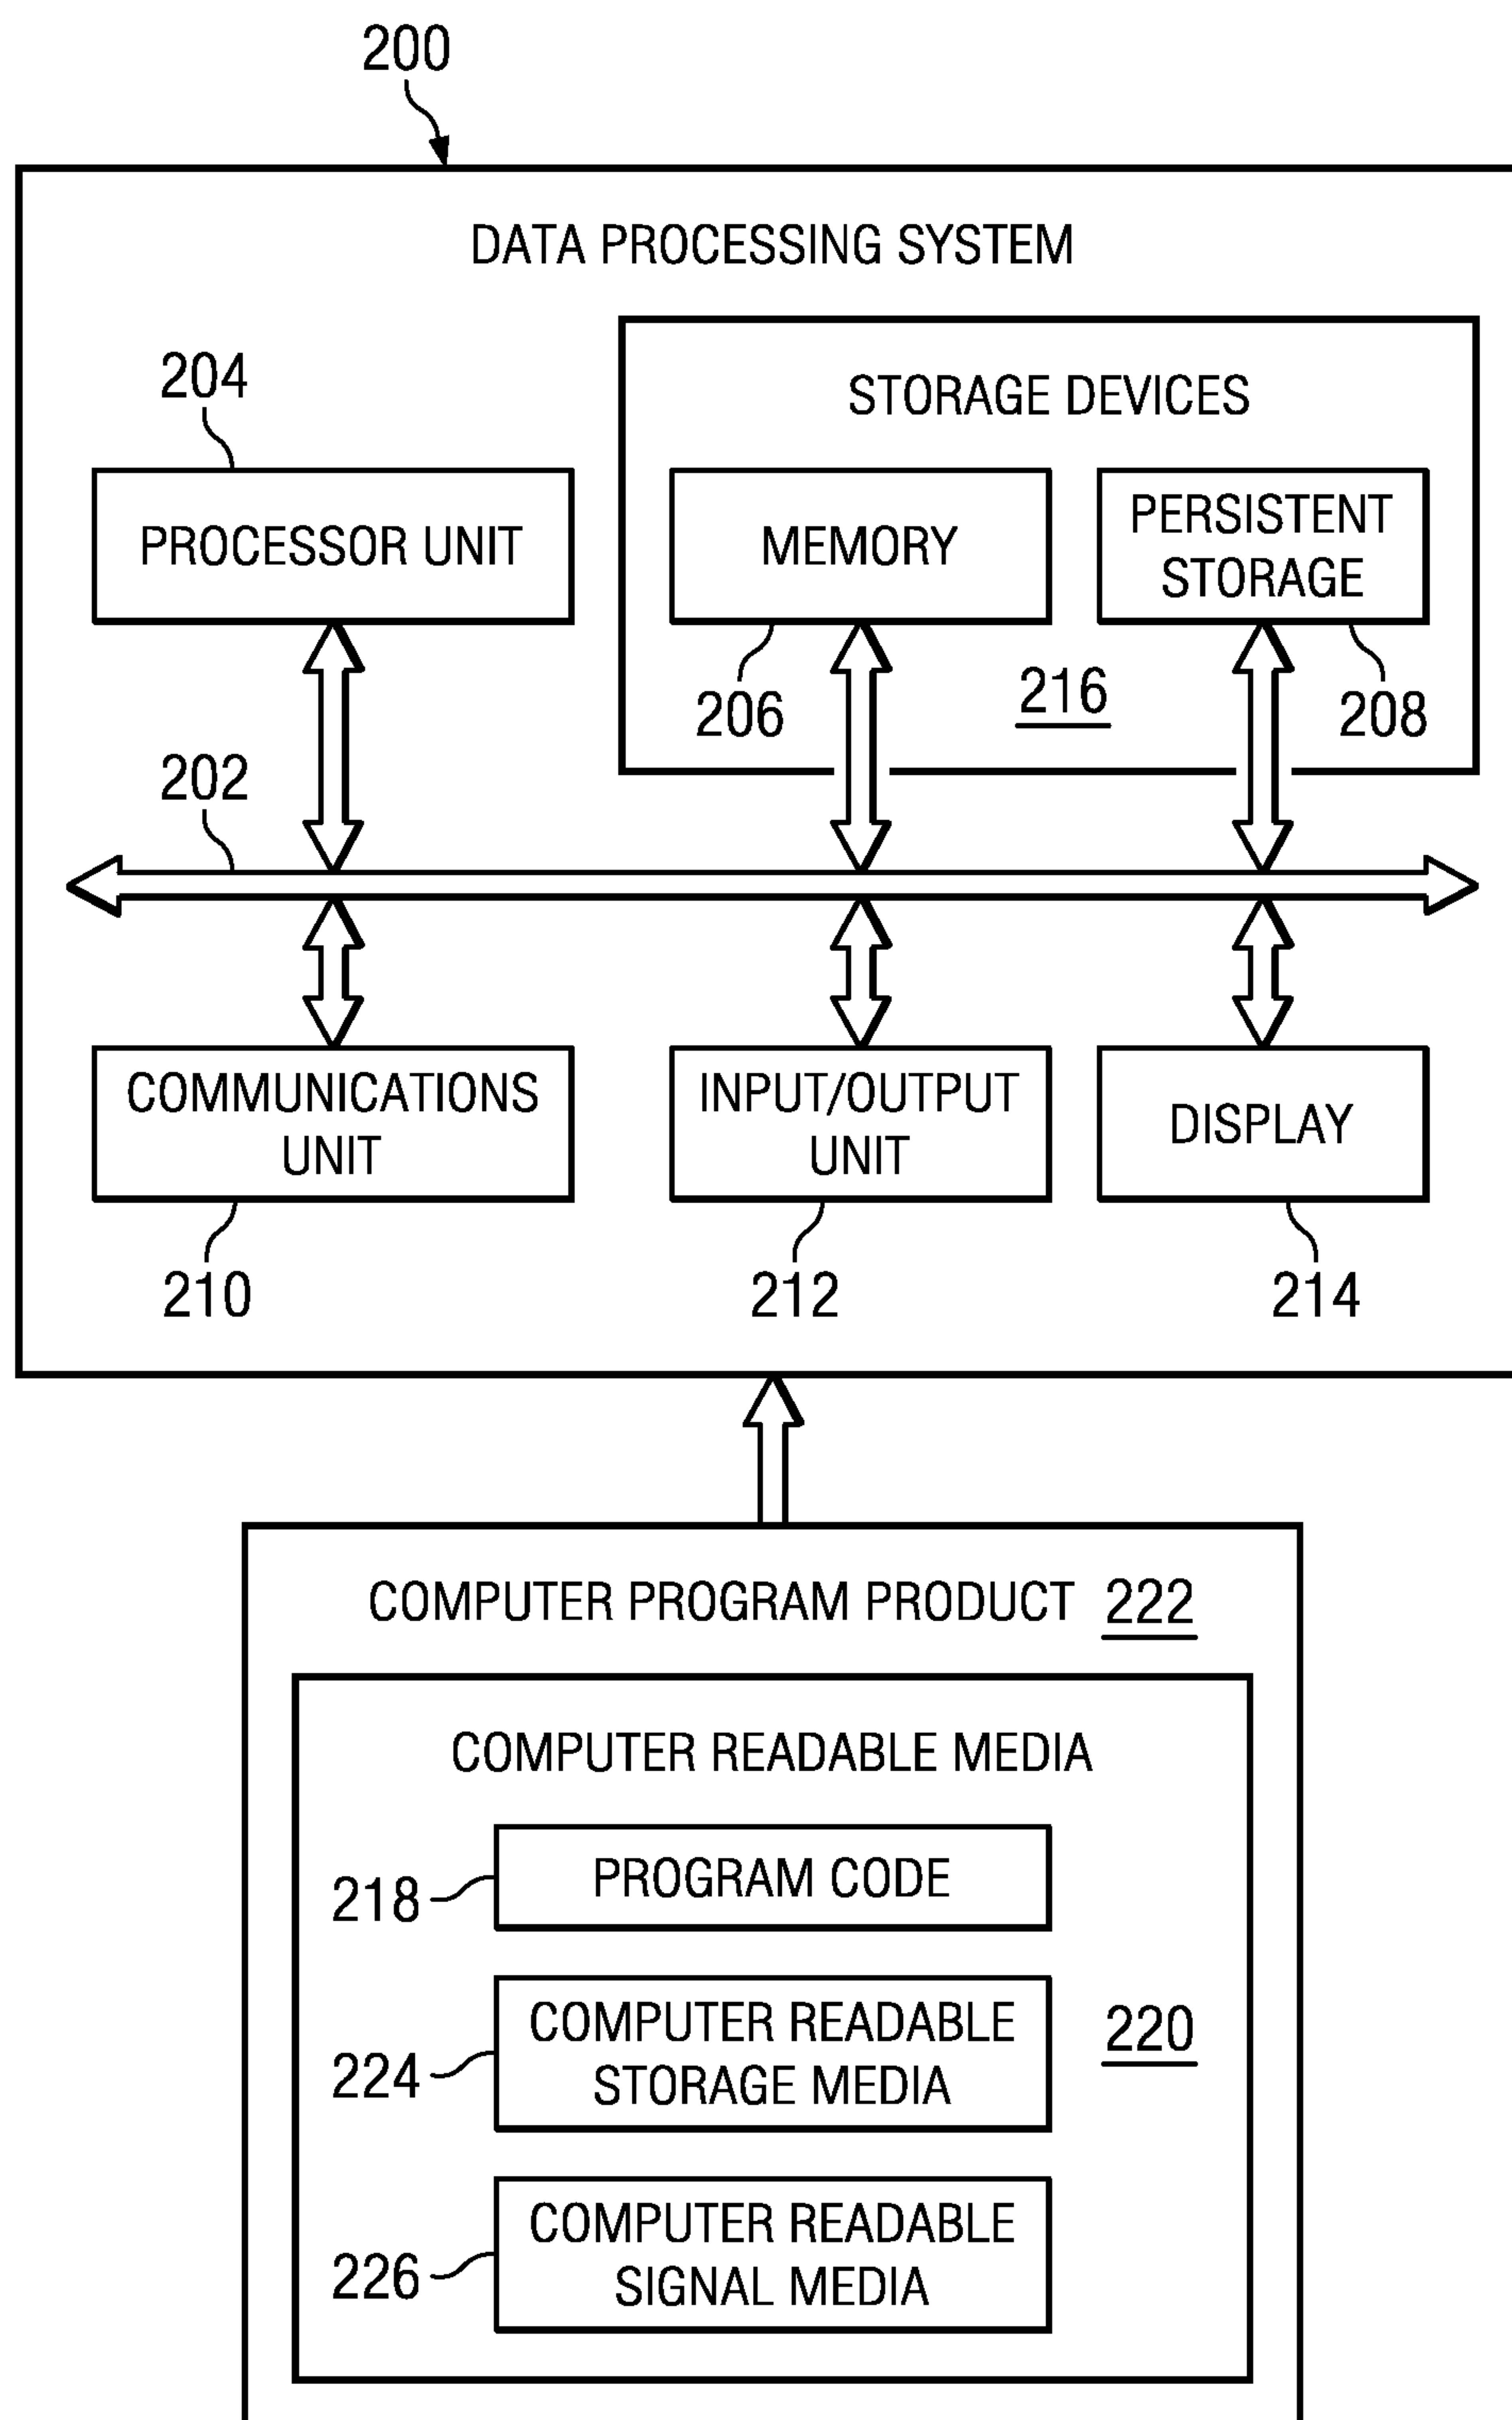 200
DATA PROCESSING SYSTEM
204
STORAGE DEVICES
PROCESSOR UNIT
MEMORY
PERSISTENT
STORAGE
206
216
208
202
COMMUNICATIONS
UNIT
INPUT/OUTPUT
UNIT
DISPLAY
210
212
214
COMPUTER PROGRAM PRODUCT 222
COMPUTER READABLE MEDIA
218
PROGRAM CODE
224
COMPUTER READABLE
STORAGE MEDIA
220
226
COMPUTER READABLE
SIGNAL MEDIA